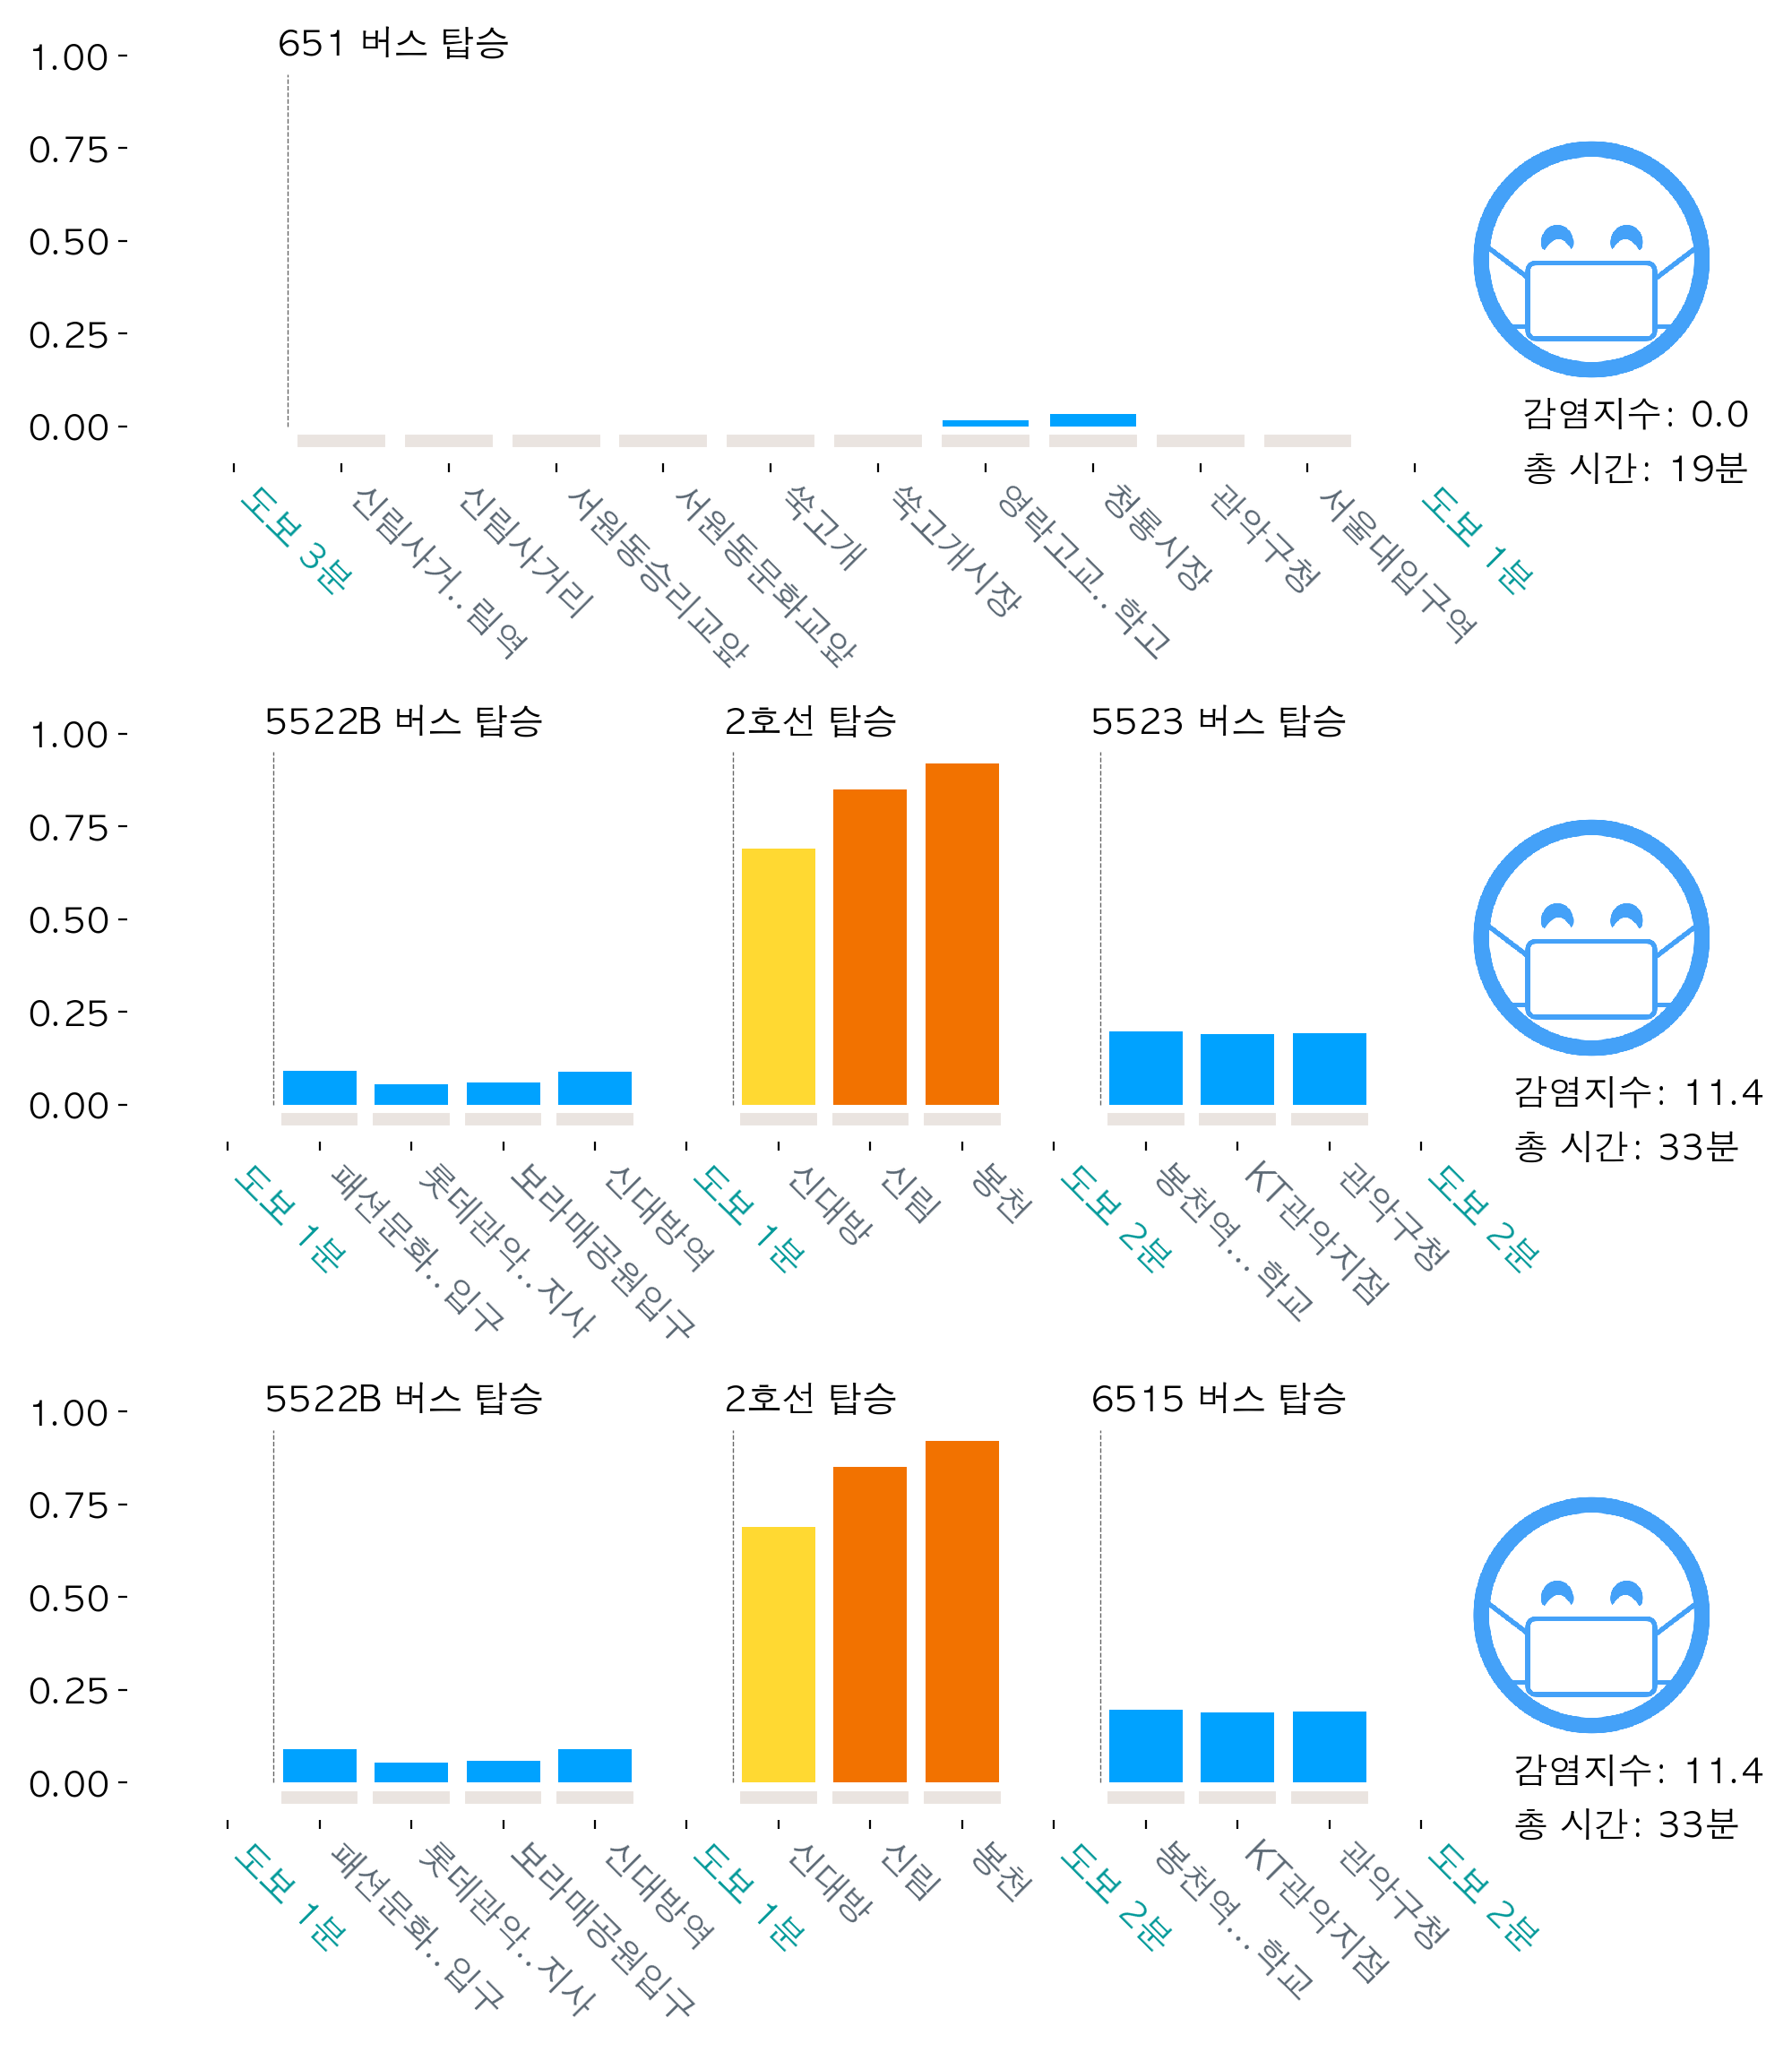 651 버스 탑승
1.00
0.75
0.50
0.25
0.00
감염지수: 0.0
총 시간: 19분
도보 3분
신림사거..림역
신림사거리
서원동승리교앞
서원동문화교앞
쑥고개
쑥고개시장
영락고교..학고
청룡시장
관악구청
서울대입구역
도보 1분
5522B 버스 탑승
2호선 탑승
5523 버스 탑승
1.00
0.75
0.50
0.25
0.00
감염지수: 11.4
총 시간: 33분
도보 1분
패션문화..입구
롯데관악..지사
보라매공원입구
신대방역
도보 1분
신대방
신림
봉천
도보 2분
봉천역...학교
KT관악지점
관악구청
도보 2분
5522B 버스 탑승
2호선 탑승
6515 버스 탑승
1.00
0.75
0.50
0.25
0.00
감염지수: 11.4
총 시간: 33분
도보 1분
패션문화..입구
롯데관악..지사
보라매공원입구
신대방역
도보 1분
신대방
신림
봉천
도보 2분
봉천역...학교
KT관악지점
관악구청
도보 2분